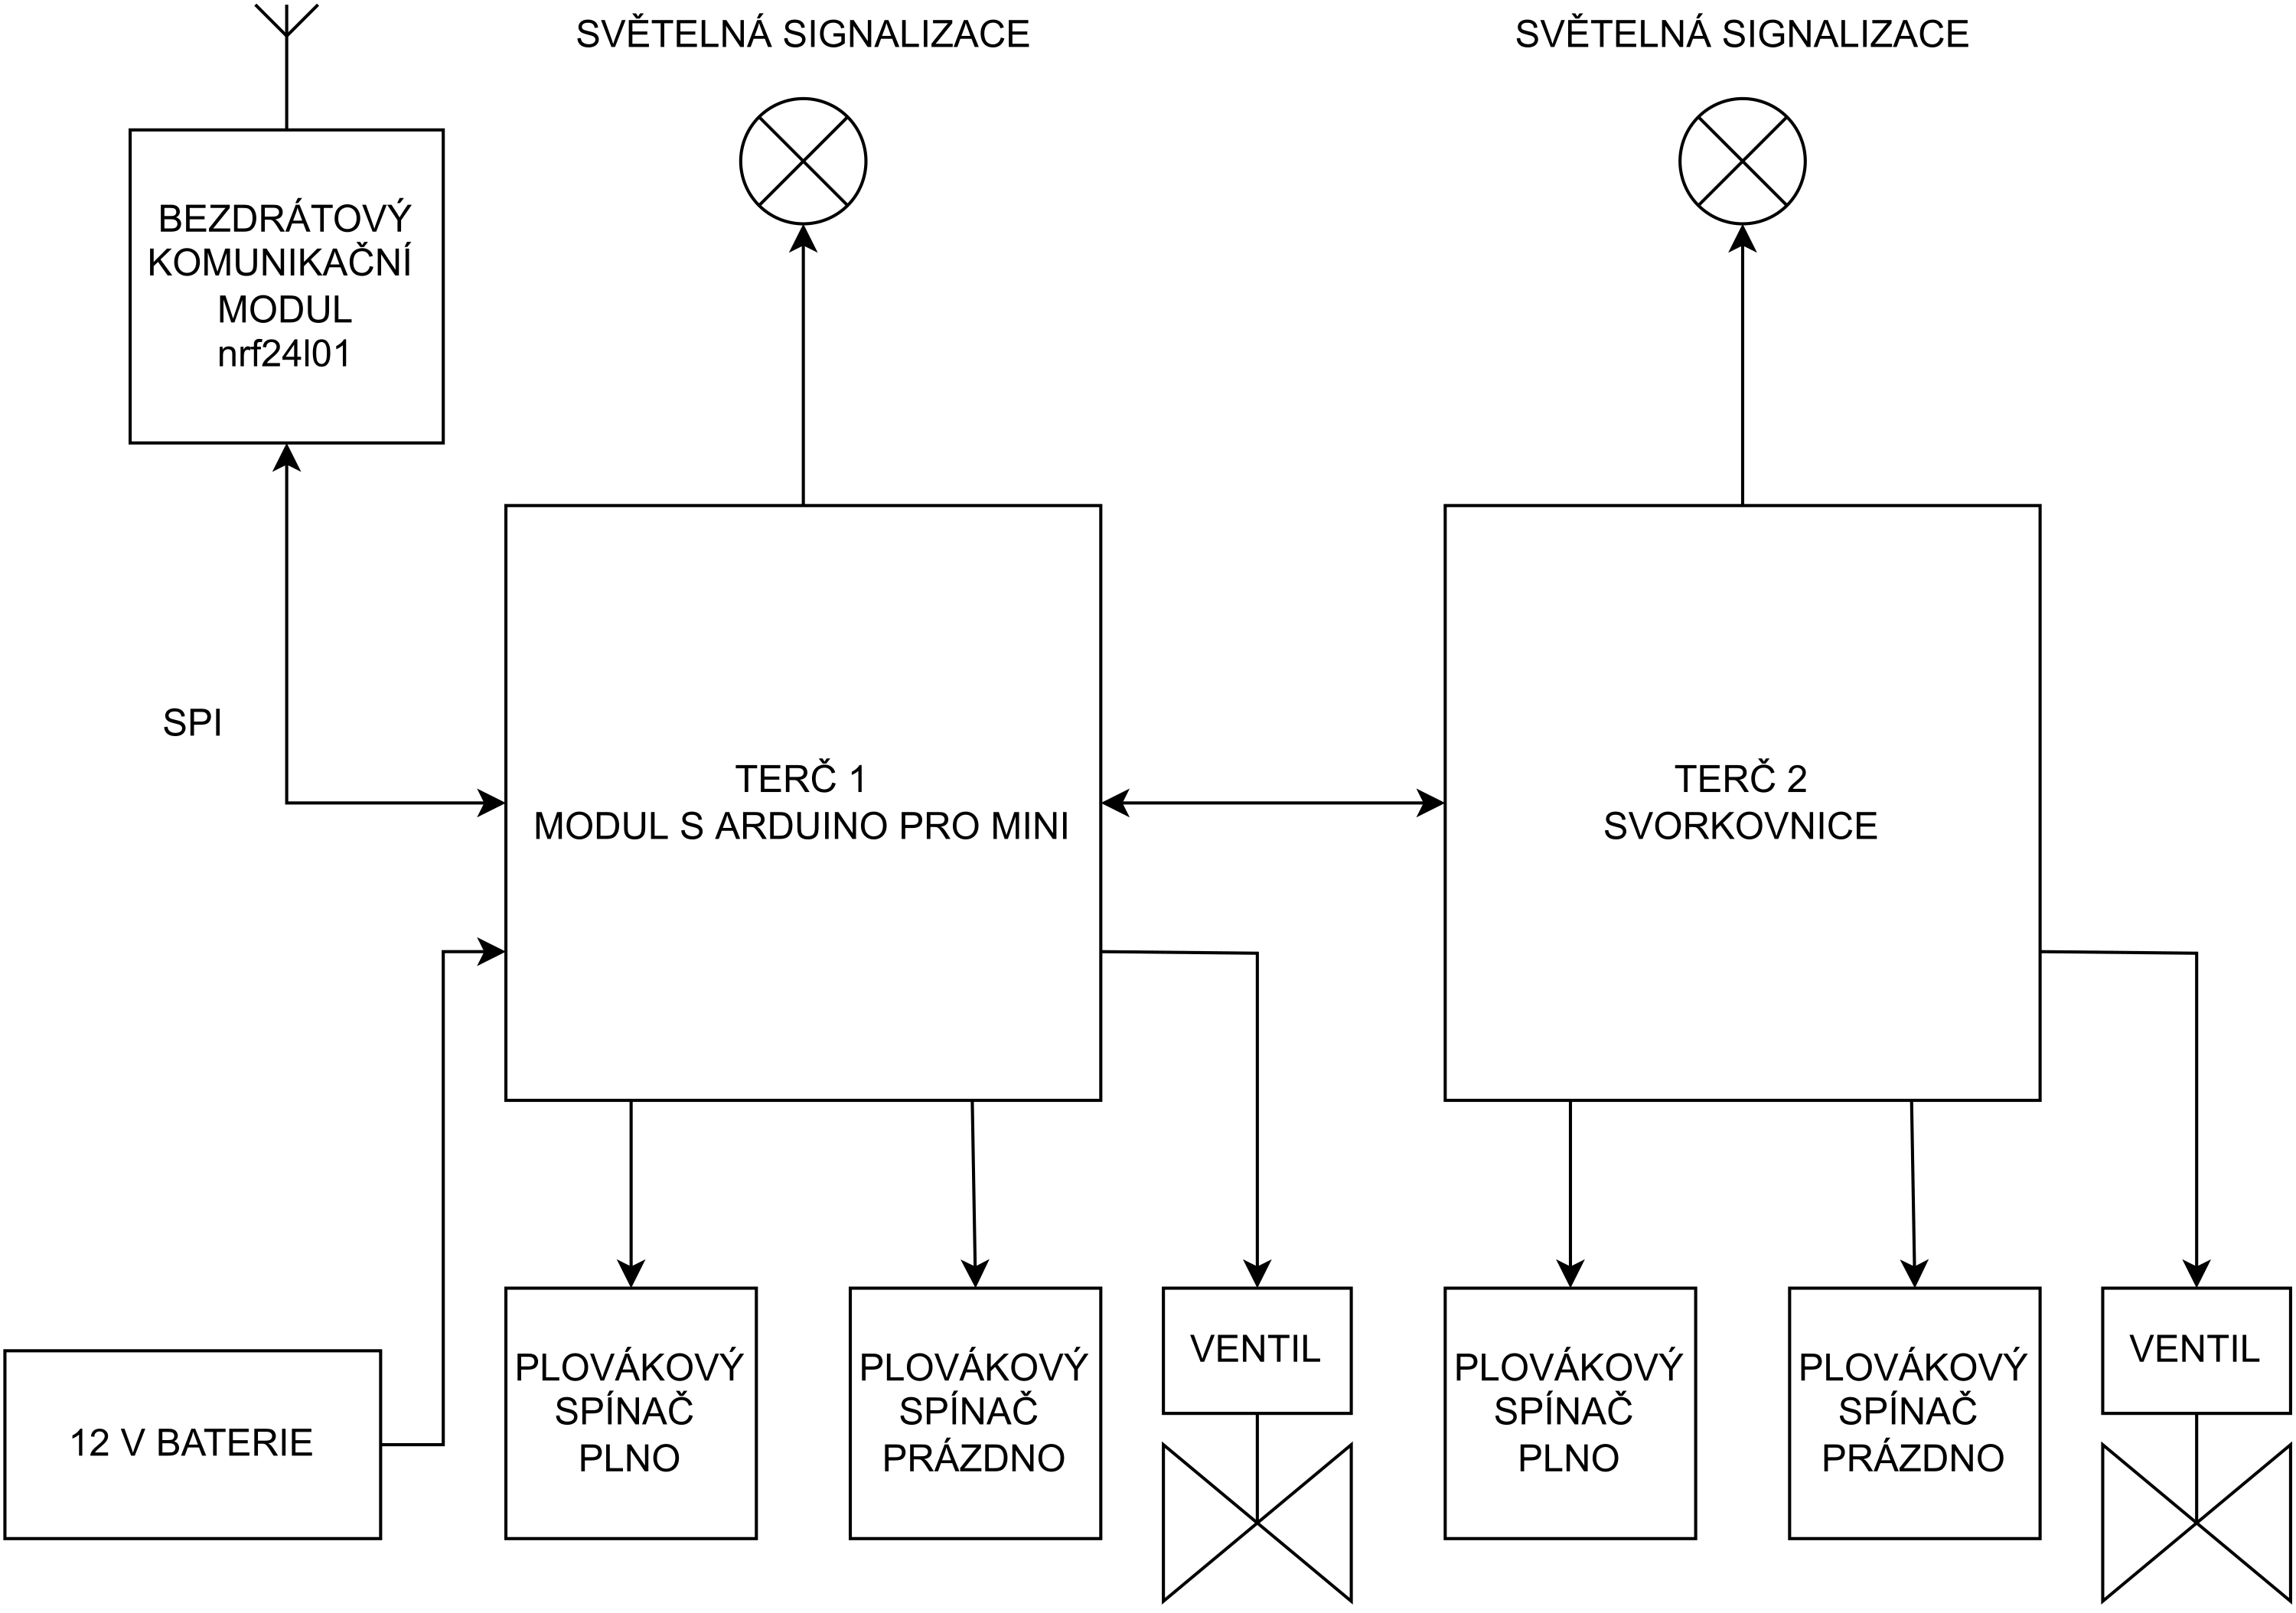 SVĚTELNÁ SIGNALIZACE
SVĚTELNÁ SIGNALIZACE
BEZDRÁTOVÝ
KOMUNIKAČNÍ
MODUL
nrf24l01
SPI
TERČ 1
MODUL S ARDUINO PRO MINI
TERČ 2
SVORKOVNICE
12 V BATERIE
PLOVÁKOVÝ
SPÍNAČ
PLNO
PLOVÁKOVÝ
SPÍNAČ
PRÁZDNO
VENTIL
PLOVÁKOVÝ
SPÍNAČ
PLNO
PLOVÁKOVÝ
SPÍNAČ
PRÁZDNO
VENTIL